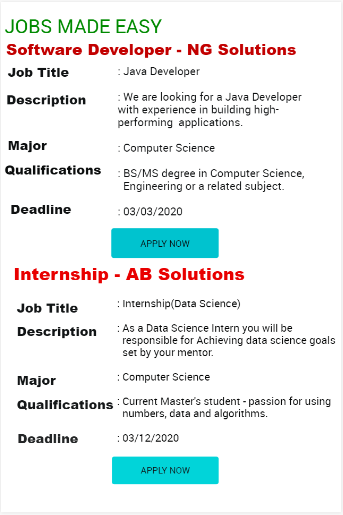 JOBS MADE EASY
Software Developer - NG Solutions
Job Title : Java Developer
Description : We are looking for a Java Developer
with experience in building high-
performing applications.
Major : Computer Science
Qualifications : BS/MS degree in Computer Science,
Engineering or a related subject.
Deadline : 03/03/2020
APPLY NOW
Internship - AB Solutions
Job Title : Internship(Data Science)
Description : As a Data Science Intern you will be
responsible for Achieving data science goals
set by your mentor.
Major : Computer Science
Qualifications : Current Master's student - passion for using
numbers, data and algorithms.
Deadline : 03/12/2020
APPLY NOW